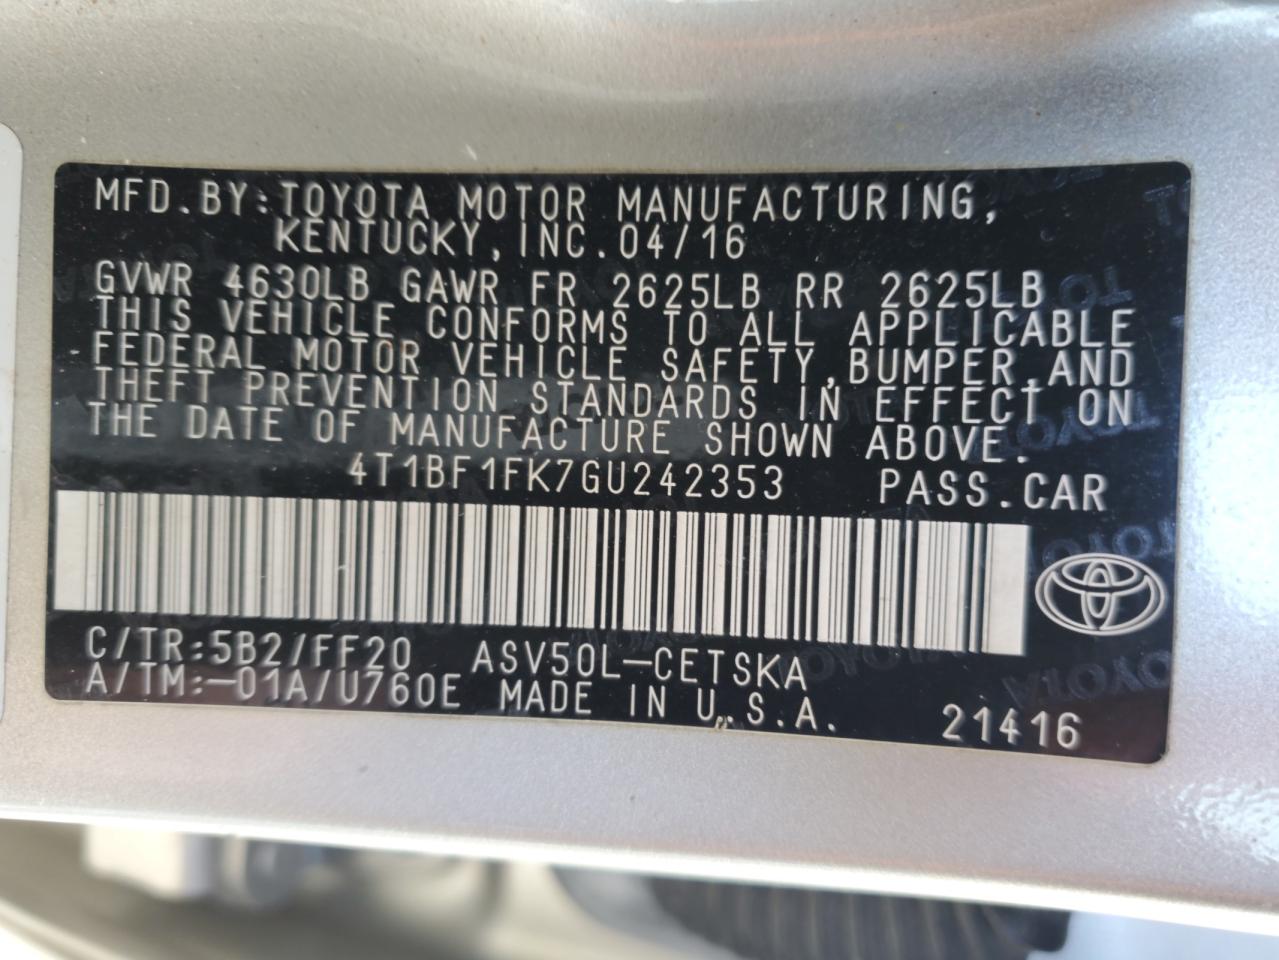 MFD.BY:TOYOTA MOTOR MANUFACTURING,
KENTUCKY, INC. 04/16
GVWR 4630LB GAWR FR 2625LB RR 2625LB
THIS VEHICLE CONFORMS TO ALL APPLICABLE
FEDERAL MOTOR VEHICLE SAFETY,BUMPER,AND
THEFT PREVENTION STANDARDS IN EFFECT ON
THE DATE OF MANUFACTURE SHOWN ABOVE.
4T1BF1FK7GU242353 PASS.CAR
C/TR:5B2/FF20 ASV50L-CETSKA
A/TM:-01A/U760E MADE IN U.S.A. 21416